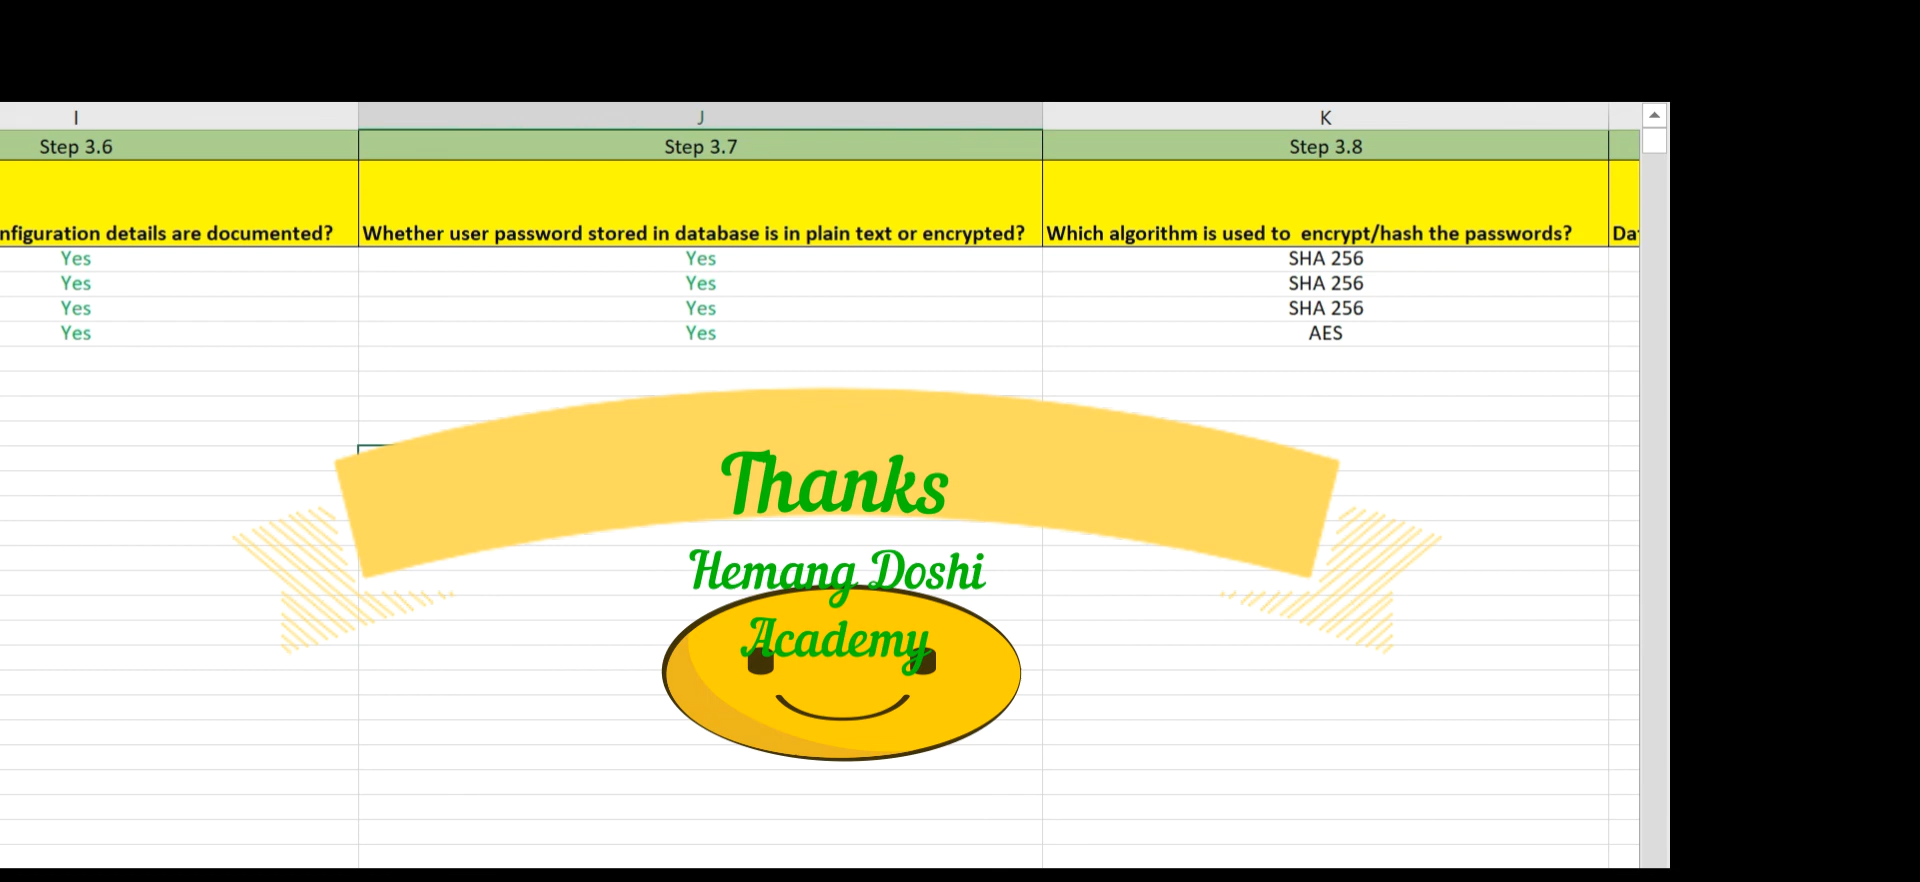 I J K
Step 3.6 Step 3.7 Step 3.8
nfiguration details are documented? Whether user password stored in database is in plain text or encrypted? Which algorithm is used to encrypt/hash the passwords? Dat
Yes Yes SHA 256
Yes Yes SHA 256
Yes Yes SHA 256
Yes Yes AES
Thanks
Hemang Doshi
Academy